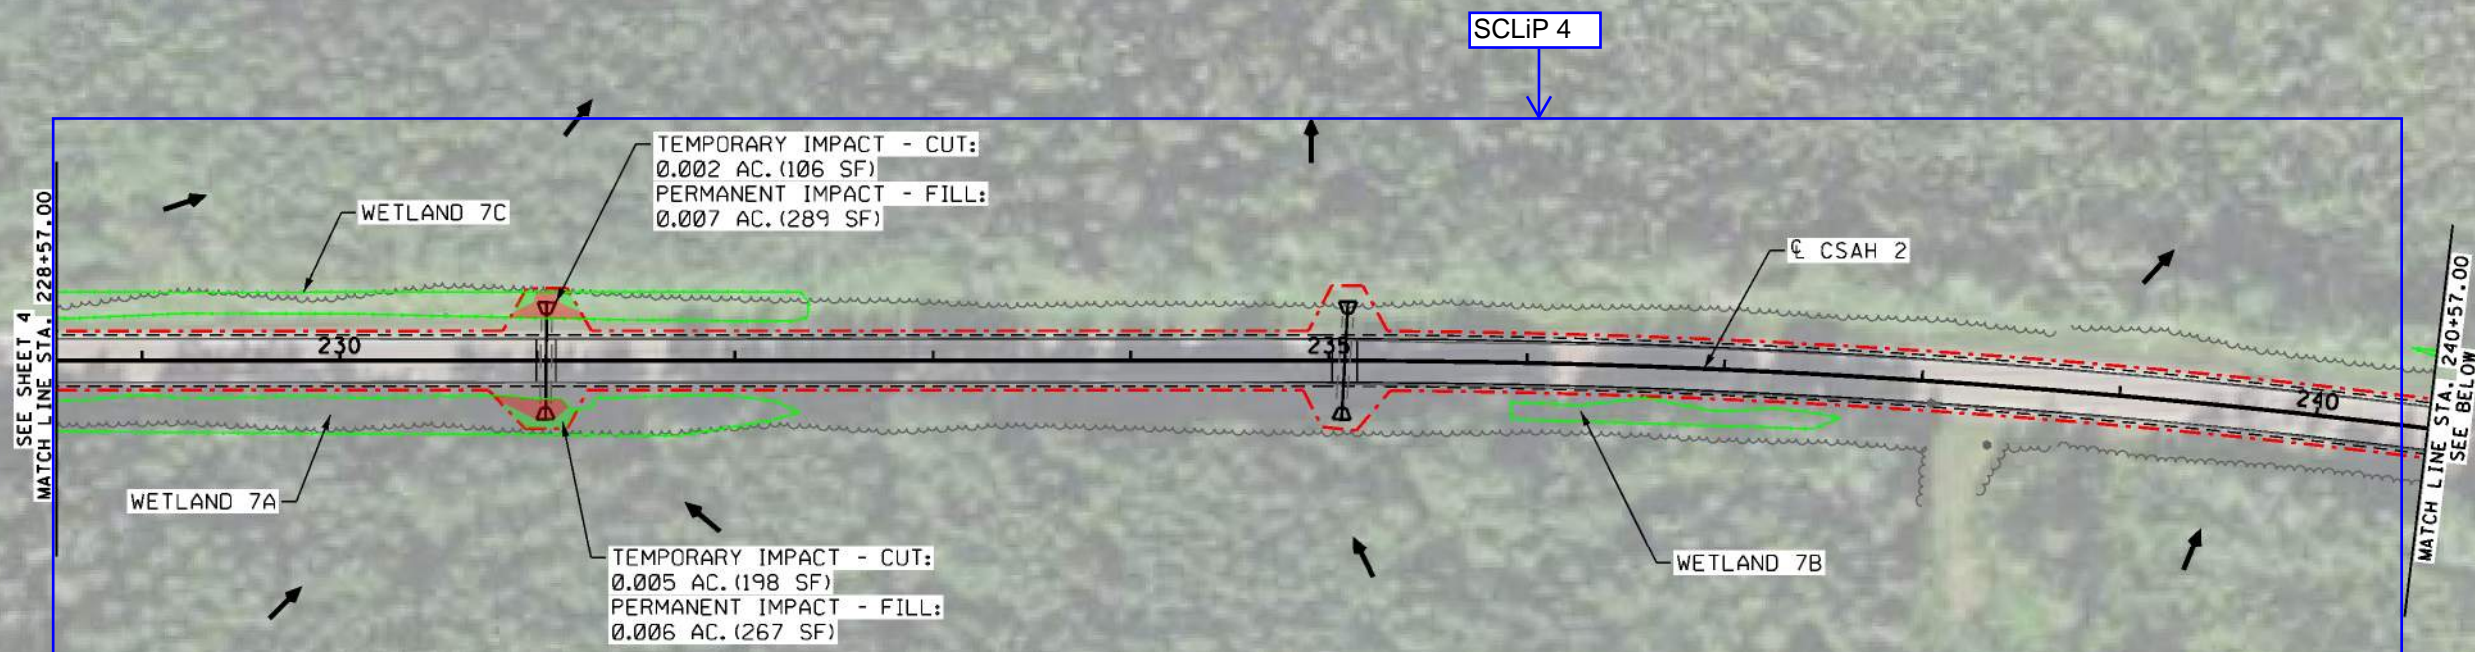 SCLiP 4
TEMPORARY IMPACT - CUT:
0.002 AC. (106 SF)
PERMANENT IMPACT - FILL:
0.007 AC. (289 SF)
WETLAND 7C
℄ CSAH 2
SEE SHEET 4
MATCH LINE STA. 228+57.00
230
235
240
MATCH LINE STA. 240+57.00
SEE BELOW
WETLAND 7A
TEMPORARY IMPACT - CUT:
0.005 AC. (198 SF)
PERMANENT IMPACT - FILL:
0.006 AC. (267 SF)
WETLAND 7B